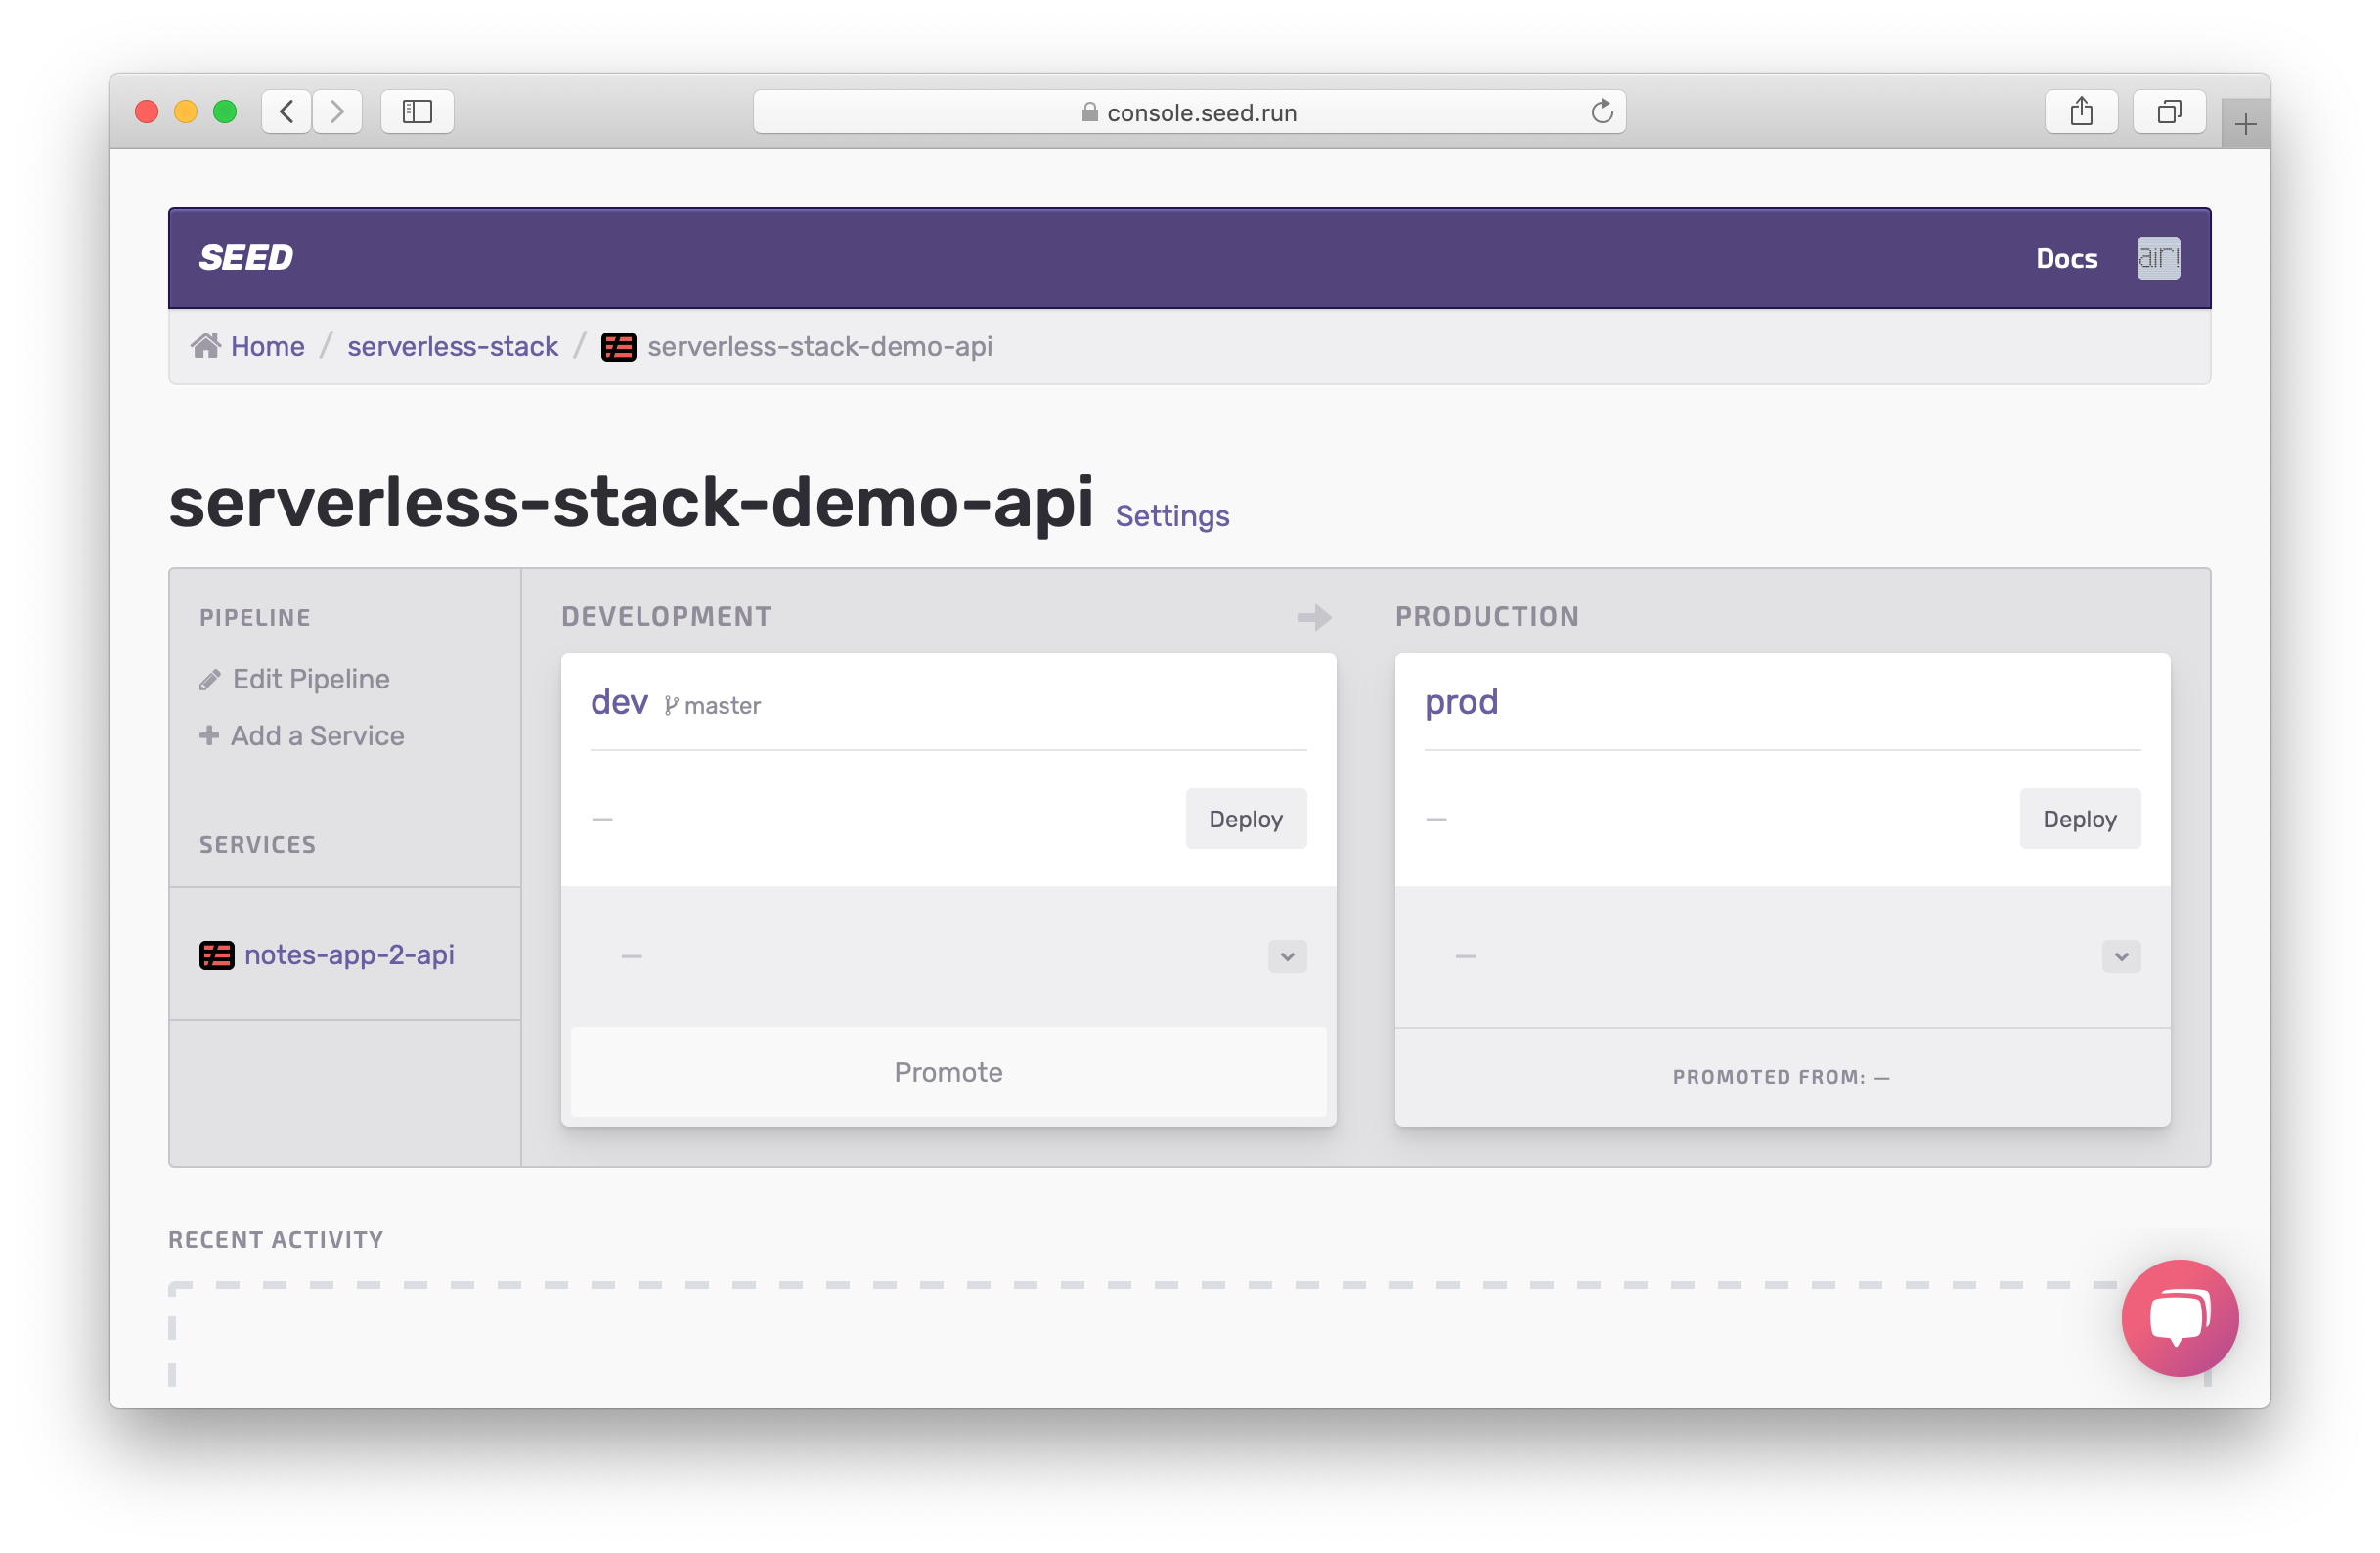 console.seed.run
SEED
Docs
airi
Home / serverless-stack / serverless-stack-demo-api
serverless-stack-demo-api Settings
PIPELINE
Edit Pipeline
Add a Service
SERVICES
notes-app-2-api
DEVELOPMENT
dev master
—
Deploy
—
Promote
PRODUCTION
prod
—
Deploy
—
PROMOTED FROM: —
RECENT ACTIVITY